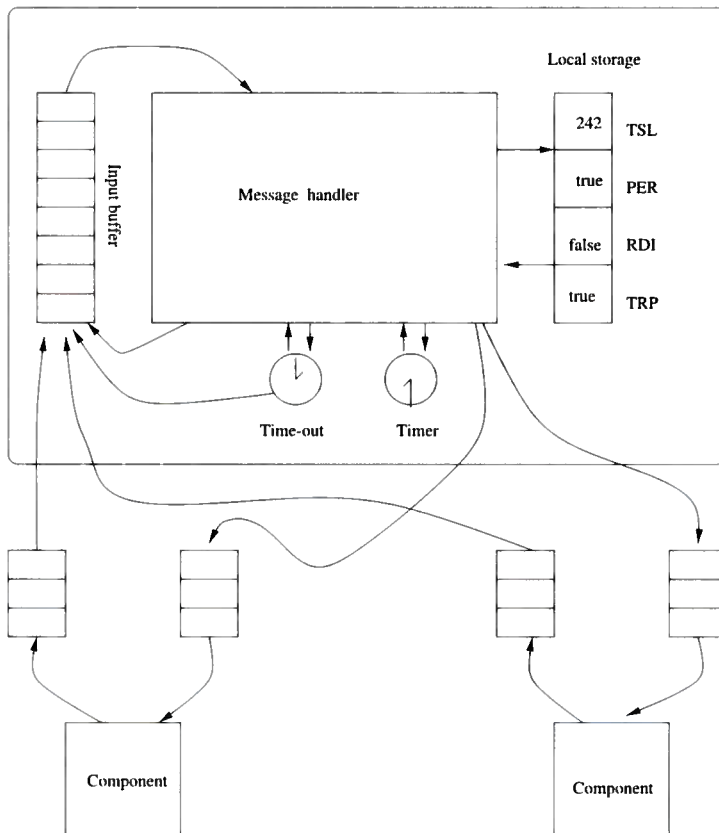 Local storage
242 TSL
Input buffer
Message handler
true PER
false RDI
true TRP
Time-out
Timer
Component
Component